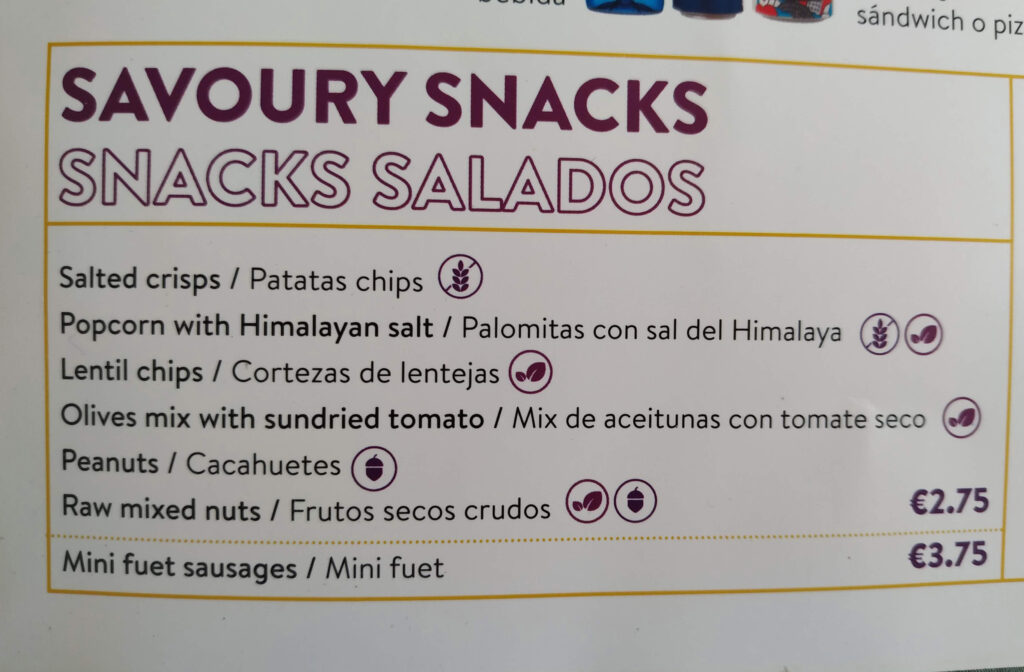 sándwich o
SAVOURY SNACKS
SNACKS SALADOS
Salted crisps / Patatas chips
Popcorn with Himalayan salt / Palomitas con sal del Himalaya
Lentil chips / Cortezas de lentejas
Olives mix with sundried tomato / Mix de aceitunas con tomate seco
Peanuts / Cacahuetes
Raw mixed nuts / Frutos secos crudos €2.75
Mini fuet sausages / Mini fuet €3.75